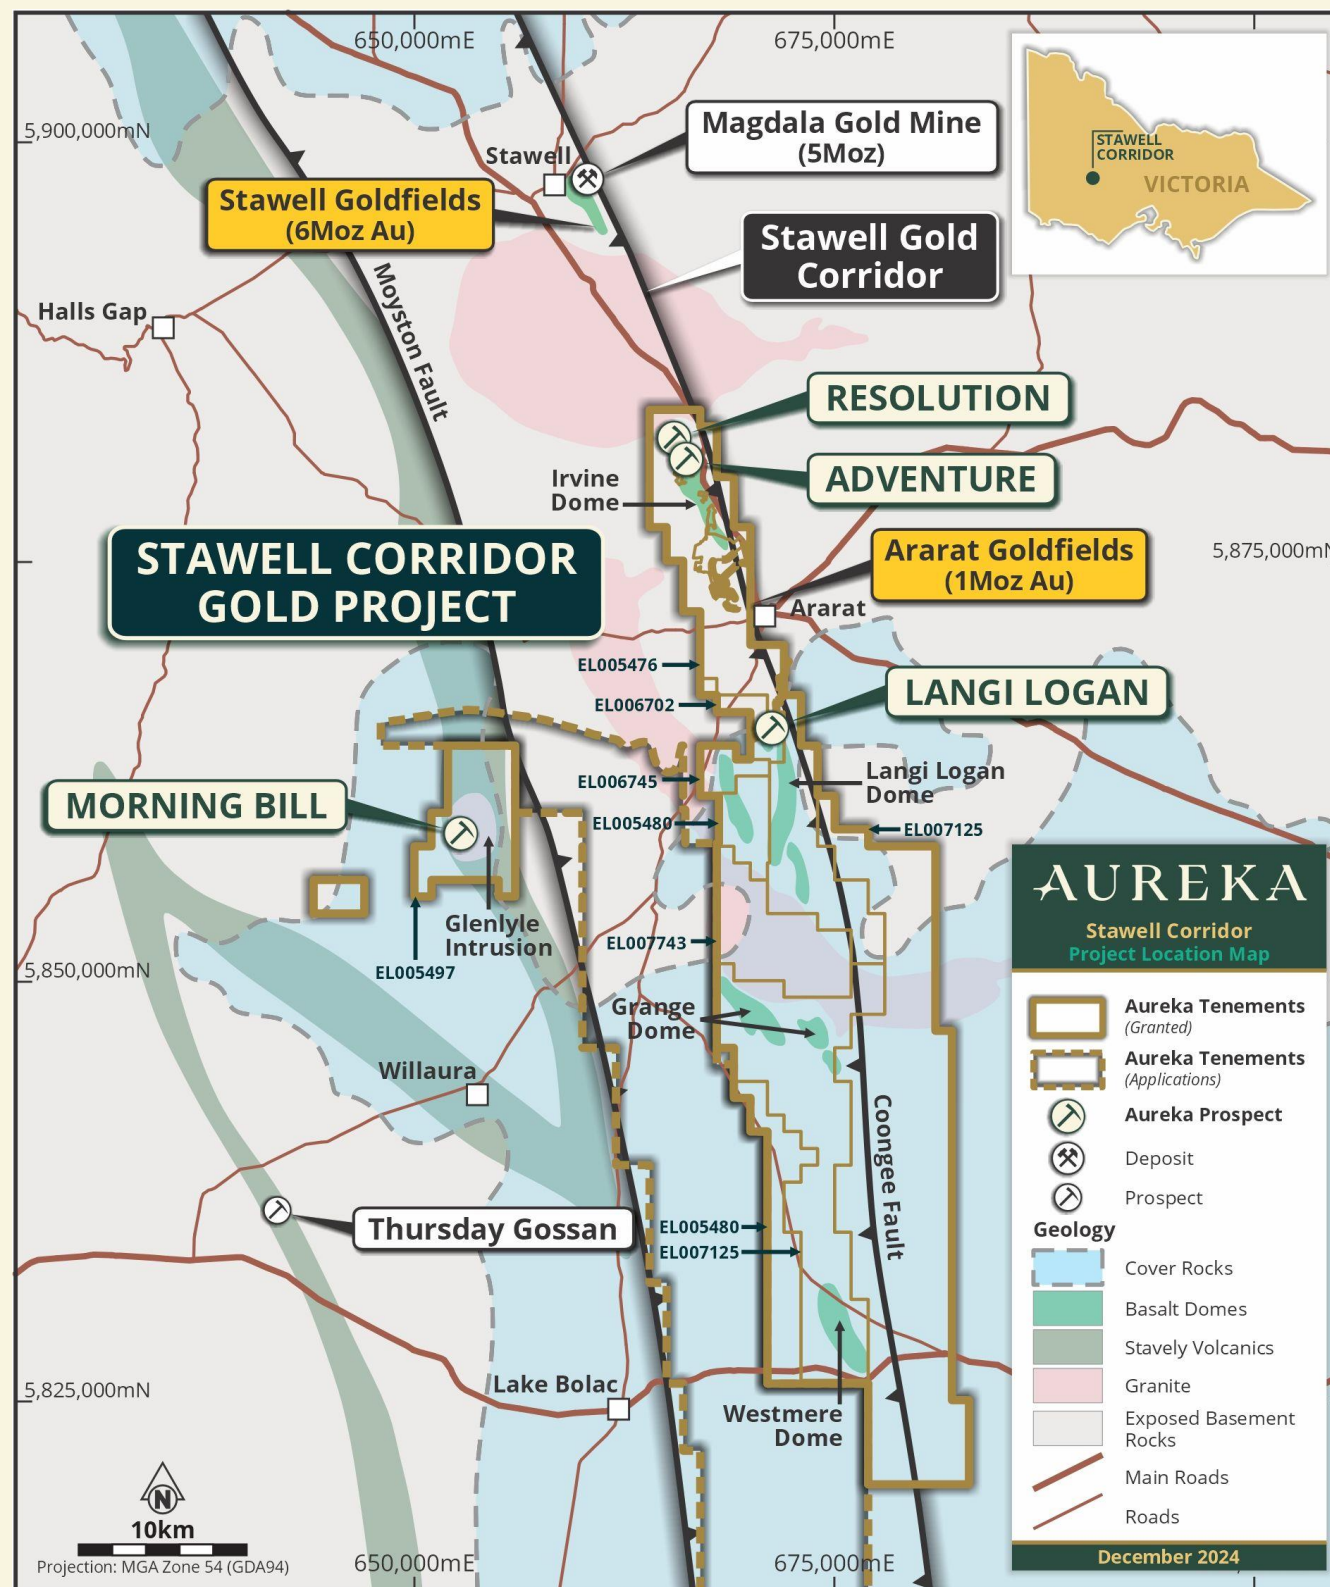 650,000mE
675,000mE
5,900,000mN
Magdala Gold Mine
(5Moz)
STAWELL
CORRIDOR
VICTORIA
Stawell
Stawell Goldfields
(6Moz Au)
Stawell Gold
Corridor
Moyston Fault
Halls Gap
RESOLUTION
ADVENTURE
Irvine
Dome
STAWELL CORRIDOR
GOLD PROJECT
Ararat Goldfields
(1Moz Au)
5,875,000mN
Ararat
EL005476
EL006702
LANGI LOGAN
EL006745
Langi Logan
Dome
MORNING BILL
EL005480
EL007125
Glenlyle
Intrusion
EL005497
EL007743
5,850,000mN
Grange
Dome
Willaura
Coongee Fault
Thursday Gossan
EL005480
EL007125
5,825,000mN
Lake Bolac
Westmere
Dome
N
10km
Projection: MGA Zone 54 (GDA94)
650,000mE
675,000mE
AUREKA
Stawell Corridor
Project Location Map
Aureka Tenements
(Granted)
Aureka Tenements
(Applications)
Aureka Prospect
Deposit
Prospect
Geology
Cover Rocks
Basalt Domes
Stavely Volcanics
Granite
Exposed Basement
Rocks
Main Roads
Roads
December 2024